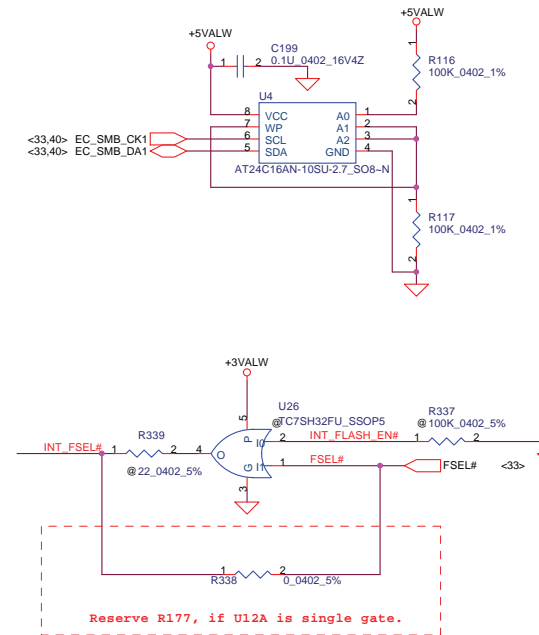 +5VALW
+5VALW
C199
0.1U_0402_16V4Z
1 2
1
R116
100K_0402_1%
2
U4
8 VCC A0 1
7 WP A1 2
6 SCL A2 3
5 SDA GND 4
<33,40> EC_SMB_CK1
<33,40> EC_SMB_DA1
AT24C16AN-10SU-2.7_SO8~N
1
R117
100K_0402_1%
2
+3VALW
U26
@TC7SH32FU_SSOP5
5
P I0 2 INT_FLASH_EN#
R337
1 2
@100K_0402_5%
INT_FSEL# 1 R339 2 4 O
@22_0402_5%
G I1 1 FSEL#
FSEL# <33>
3
1 2
R338 0_0402_5%
Reserve R177, if U12A is single gate.